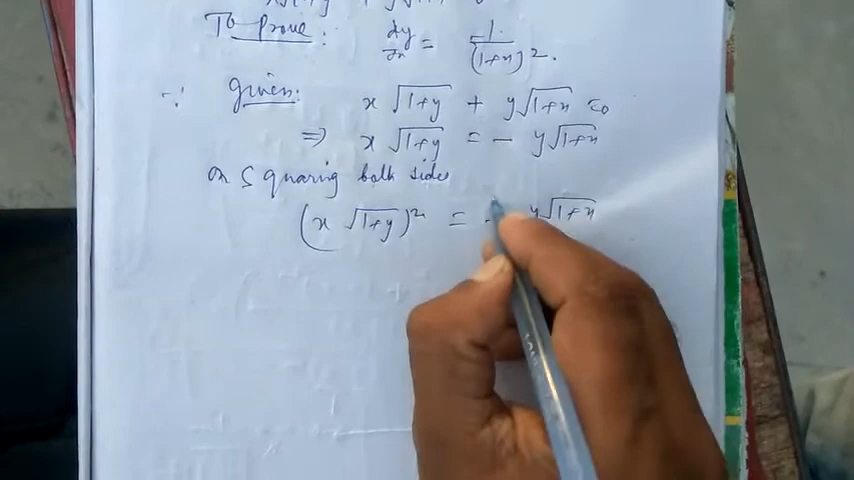 To prove : dy/dx = -1/(1+x)².
∵ given: x √1+y + y√1+x = 0
⇒ x √1+y = - y√1+x
on Squaring both sides
(x √1+y)² = - y√1+x